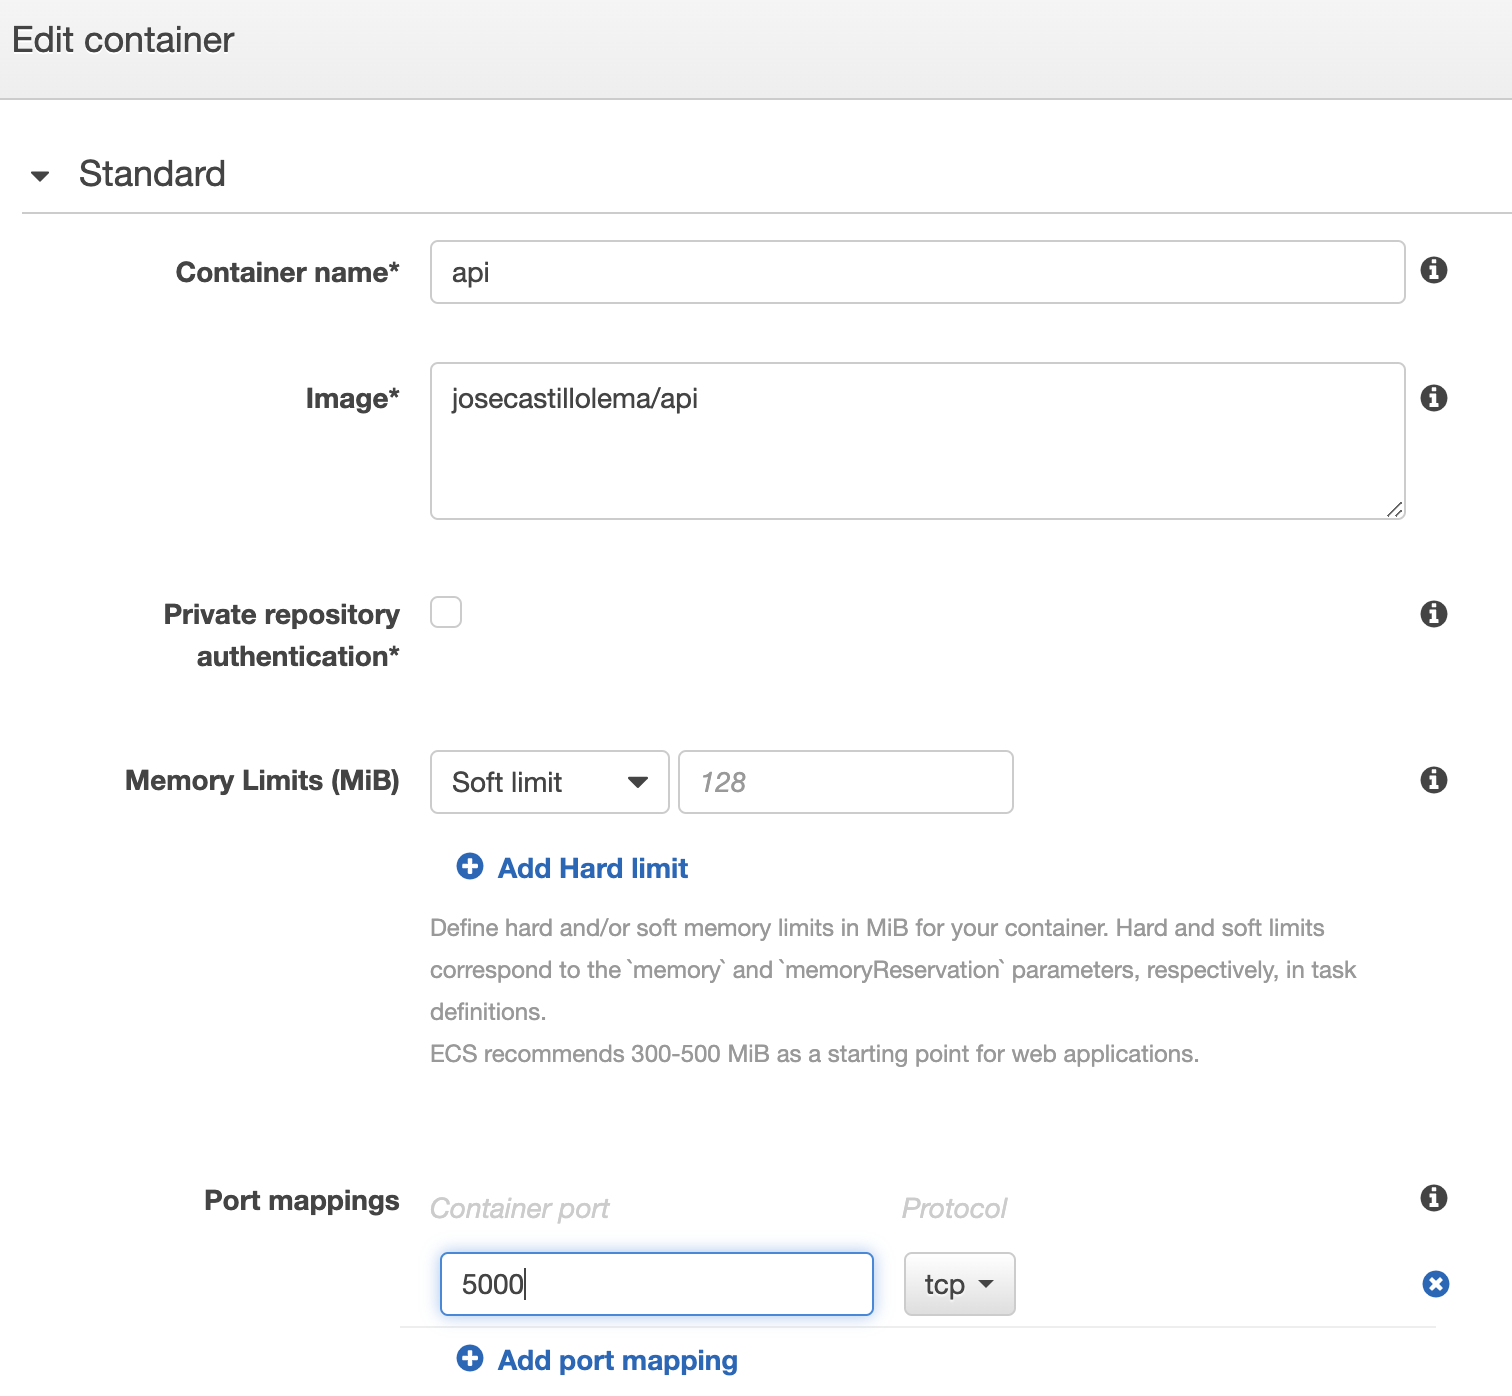 Edit container
Standard
Container name*
api
Image*
josecastillolema/api
Private repository
authentication*
Memory Limits (MiB)
Soft limit
128
Add Hard limit
Define hard and/or soft memory limits in MiB for your container. Hard and soft limits
correspond to the `memory` and `memoryReservation` parameters, respectively, in task
definitions.
ECS recommends 300-500 MiB as a starting point for web applications.
Port mappings
Container port
Protocol
5000
tcp
Add port mapping